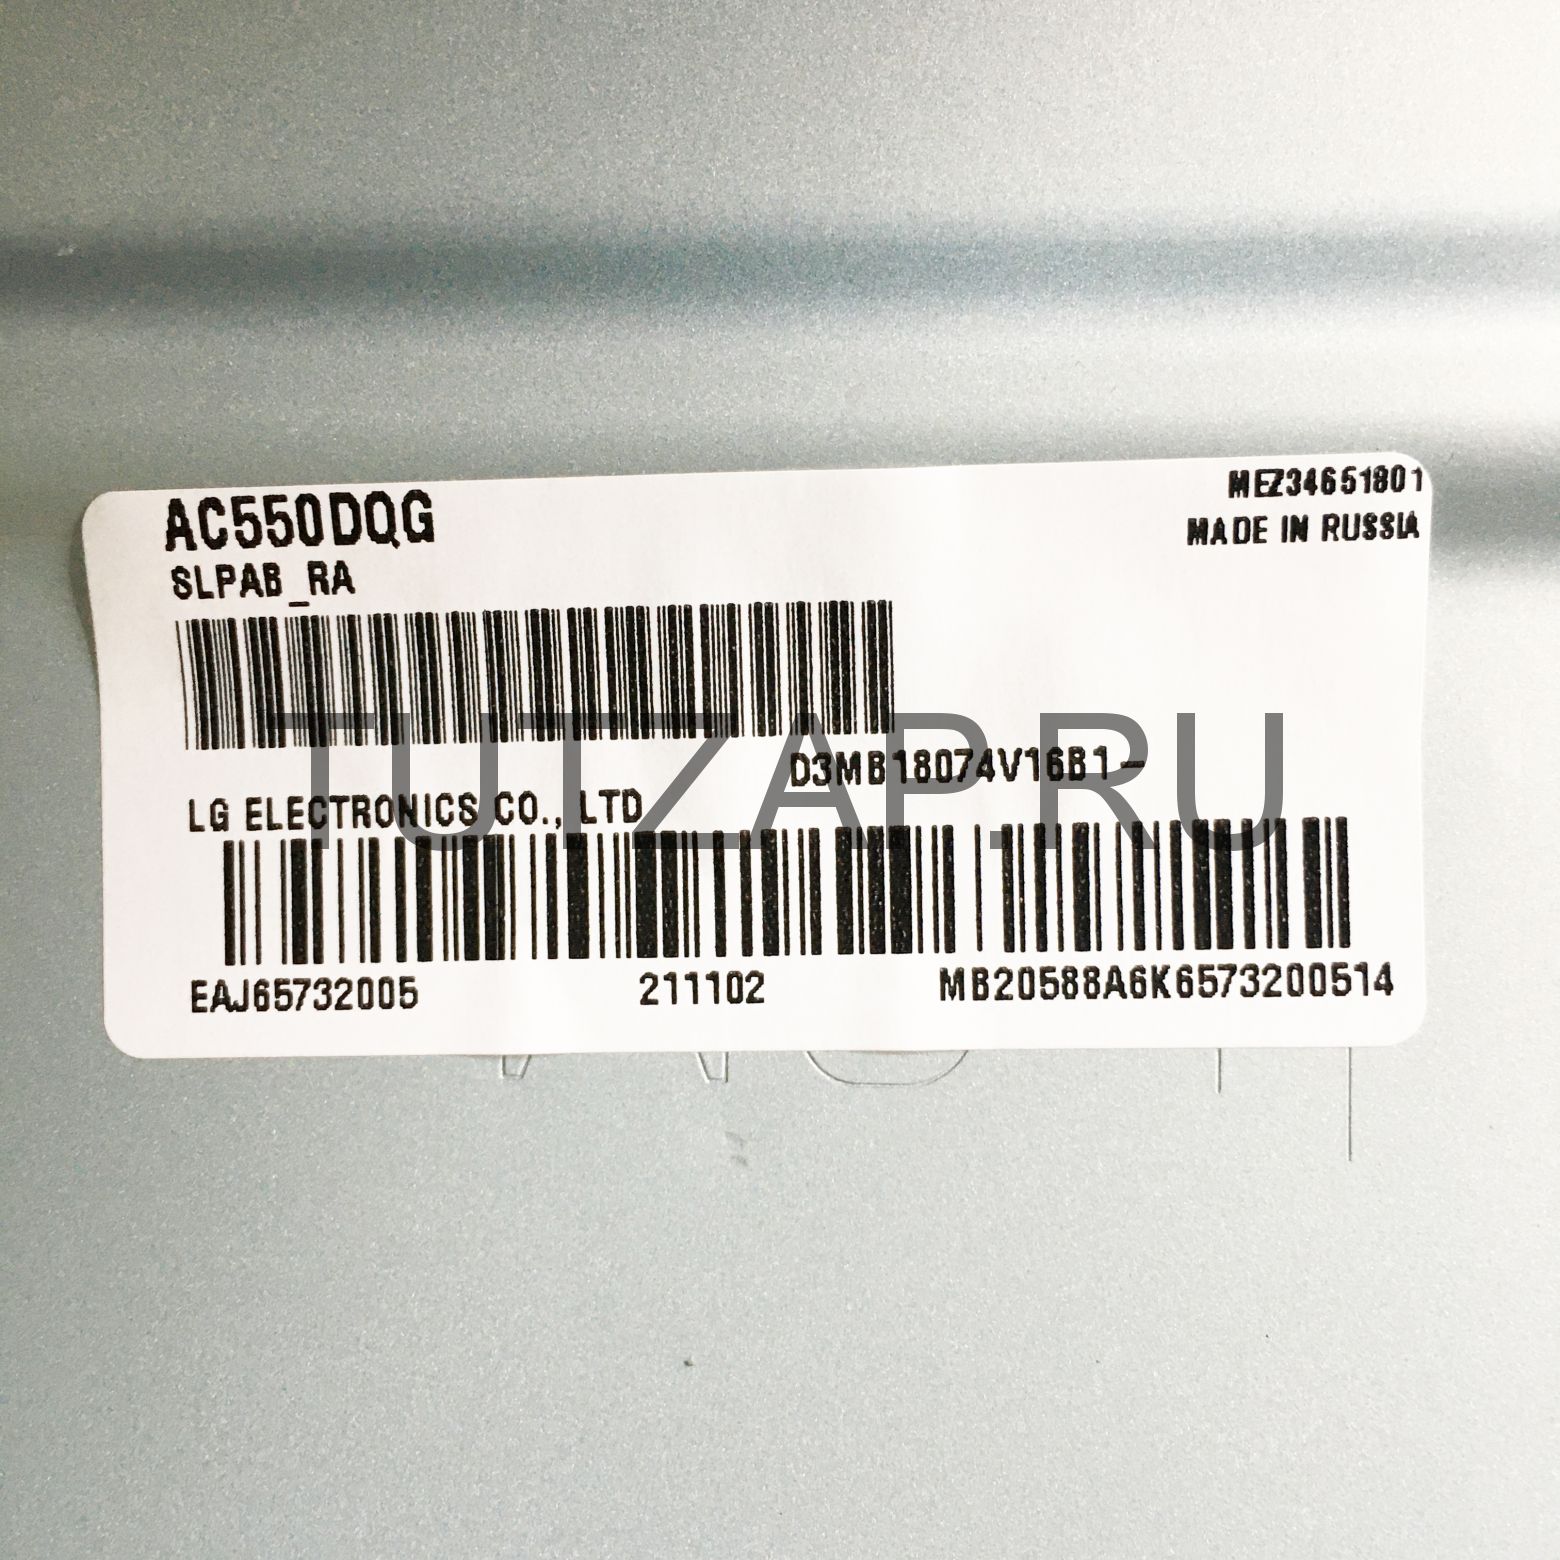 AC550DQG
MEZ34651801
SLPAB_RA
MADE IN RUSSIA
TUTZAP.RU
D3MB18074V16B1-
LG ELECTRONICS CO., LTD
EAJ65732005
211102
MB20588A6K6573200514